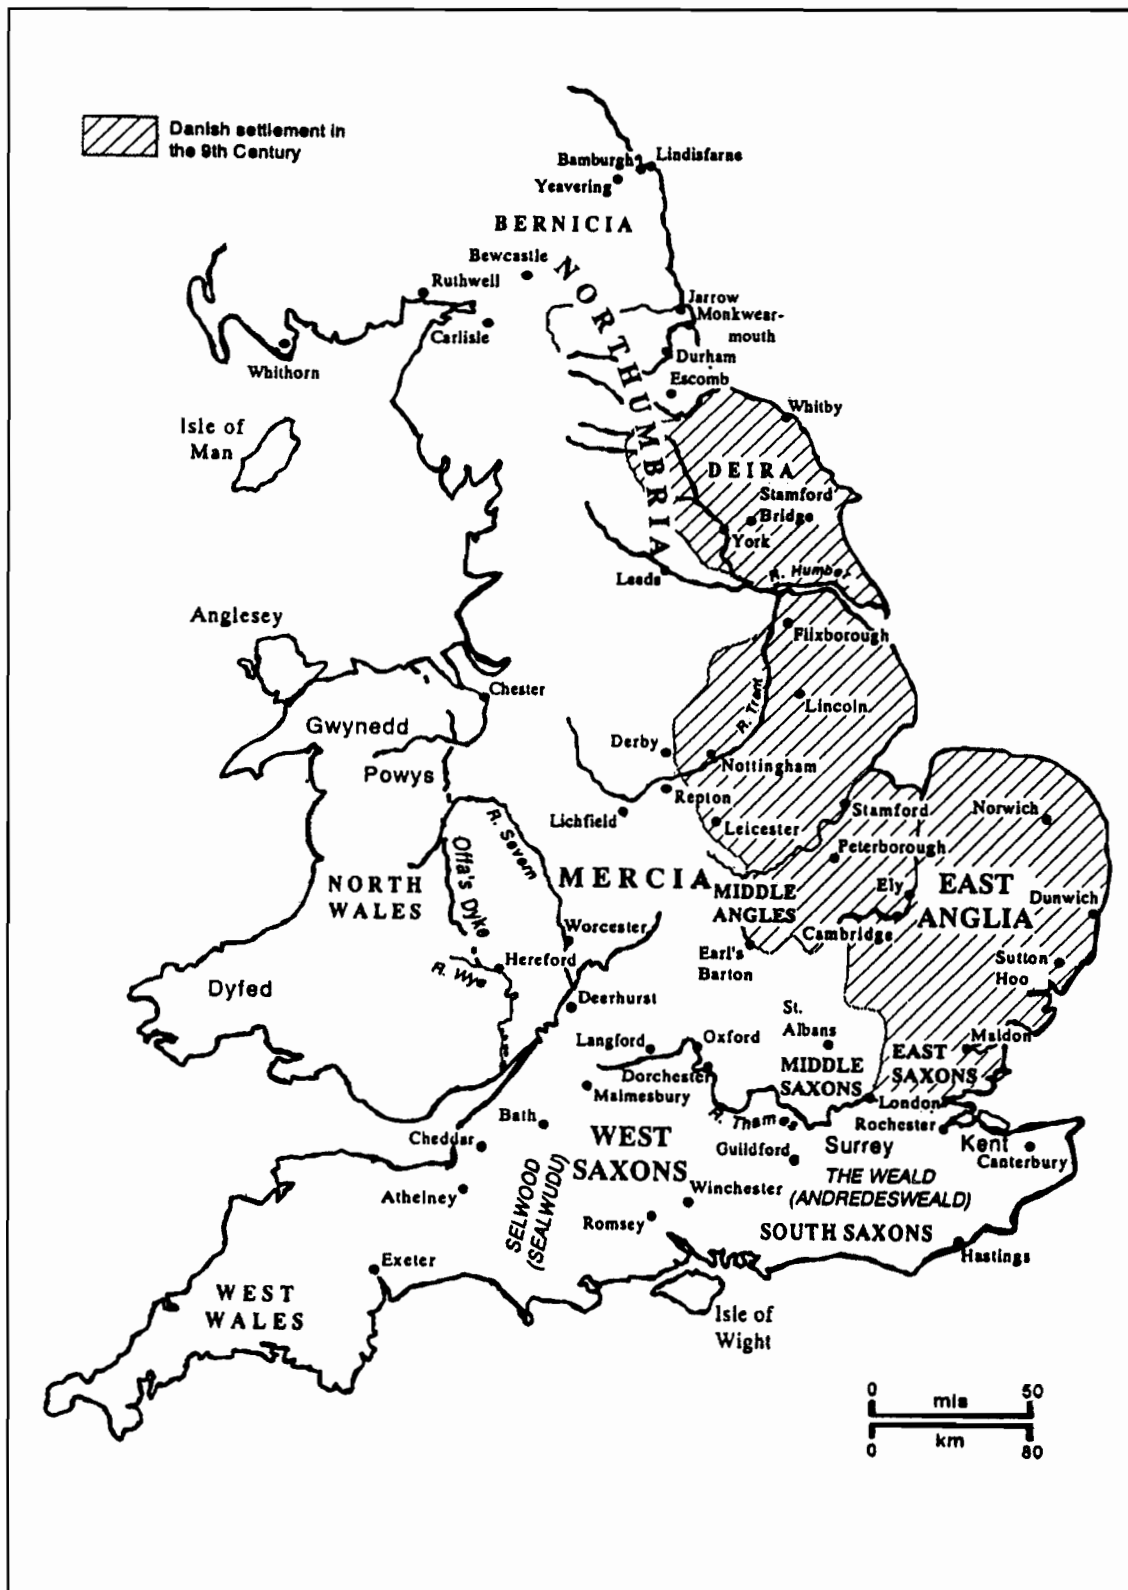 Danish settlement in
the 9th Century
Bamburgh
Lindisfarne
Yeavering
BERNICIA
Bewcastle
NORTHUMBRIA
Ruthwell
Jarrow
Monkwear-
mouth
Carlisle
Durham
Whithorn
Escomb
Whitby
Isle of
Man
DEIRA
Stamford
Bridge
York
R. Humber
Leeds
Anglesey
Flixborough
Chester
R. Trent
Lincoln
Gwynedd
Derby
Nottingham
Powys
Repton
Stamford
Norwich
Lichfield
R. Severn
Leicester
Offa's Dyke
Peterborough
MERCIA
NORTH
WALES
MIDDLE
ANGLES
Ely
EAST
ANGLIA
Dunwich
Worcester
Cambridge
Earl's
Barton
Hereford
R. Wye
Sutton
Hoo
Dyfed
Deerhurst
St.
Albans
Langford
Oxford
Maldon
MIDDLE
SAXONS
EAST
SAXONS
Dorchester
Malmesbury
London
R. Thames
Rochester
Bath
WEST
SAXONS
Cheddar
Guildford
Surrey
Kent
Canterbury
THE WEALD
(ANDREDESWEALD)
Athelney
SELWOOD
(SEALWUDU)
Winchester
Romsey
SOUTH SAXONS
Hastings
Exeter
WEST
WALES
Isle of
Wight
0 50
mls
km
0 80